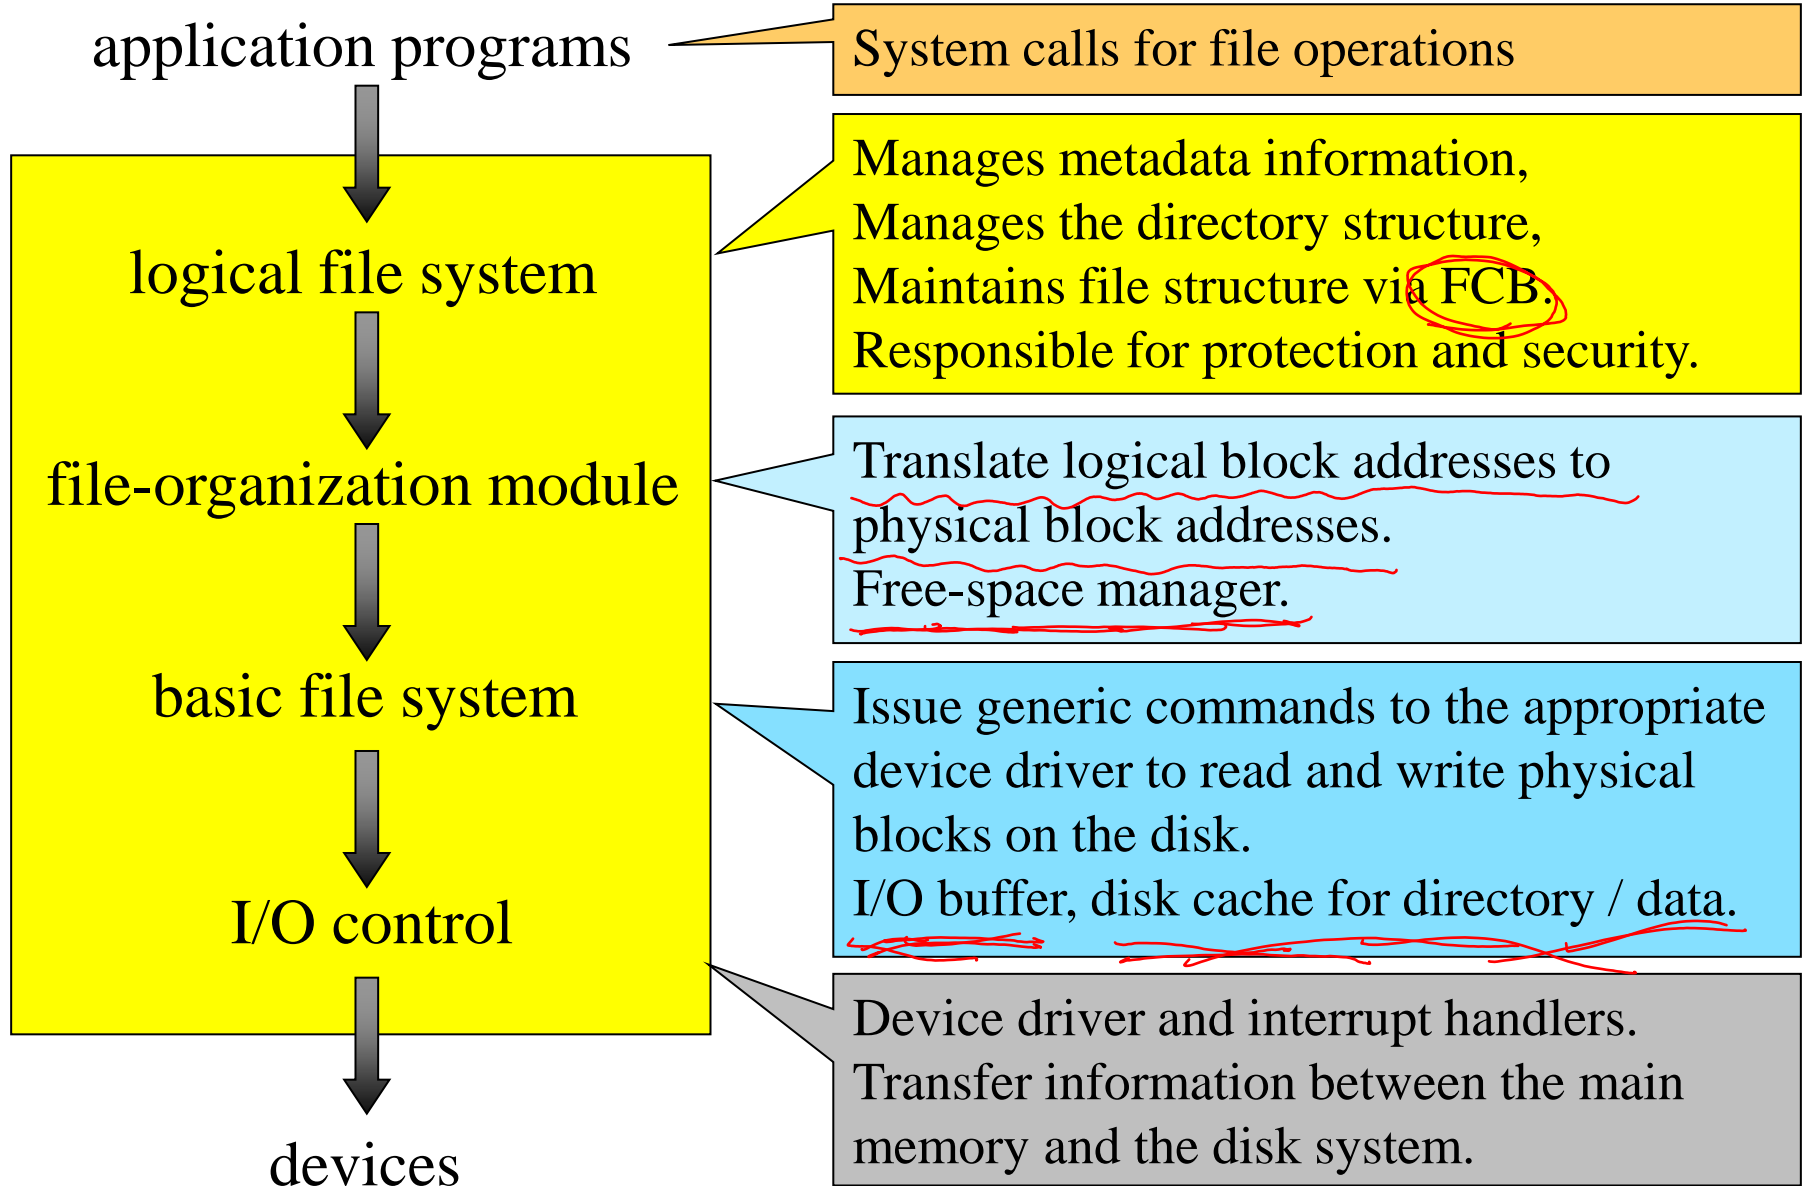 application programs
System calls for file operations
logical file system
Manages metadata information,
Manages the directory structure,
Maintains file structure via FCB.
Responsible for protection and security.
file-organization module
Translate logical block addresses to
physical block addresses.
Free-space manager.
basic file system
Issue generic commands to the appropriate
device driver to read and write physical
blocks on the disk.
I/O buffer, disk cache for directory / data.
I/O control
Device driver and interrupt handlers.
Transfer information between the main
memory and the disk system.
devices